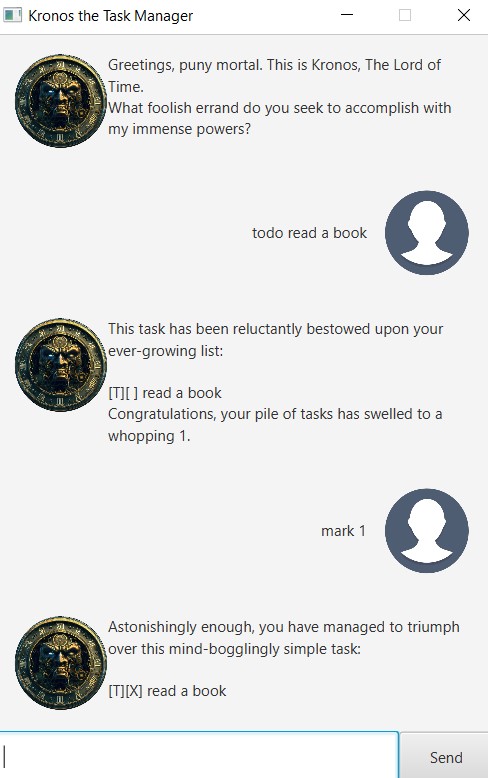 Kronos the Task Manager
Greetings, puny mortal. This is Kronos, The Lord of
Time.
What foolish errand do you seek to accomplish with
my immense powers?
todo read a book
This task has been reluctantly bestowed upon your
ever-growing list:
[T][ ] read a book
Congratulations, your pile of tasks has swelled to a
whopping 1.
mark 1
Astonishingly enough, you have managed to triumph
over this mind-bogglingly simple task:
[T][X] read a book
Send